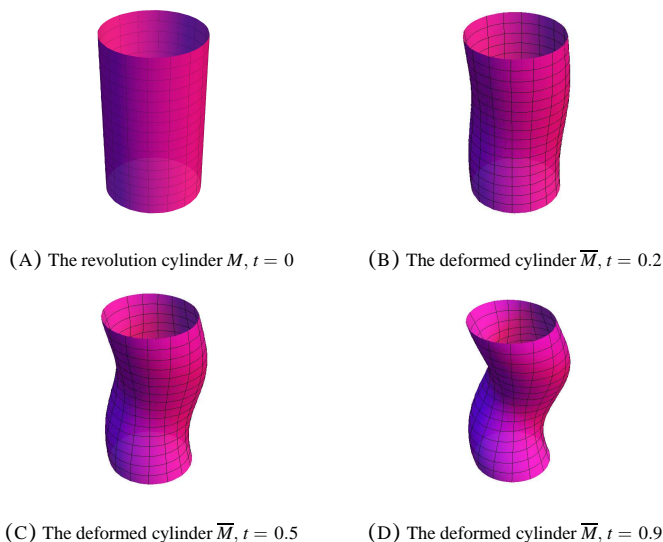 (A) The revolution cylinder M, t = 0
(B) The deformed cylinder M̅, t = 0.2
(C) The deformed cylinder M̅, t = 0.5
(D) The deformed cylinder M̅, t = 0.9